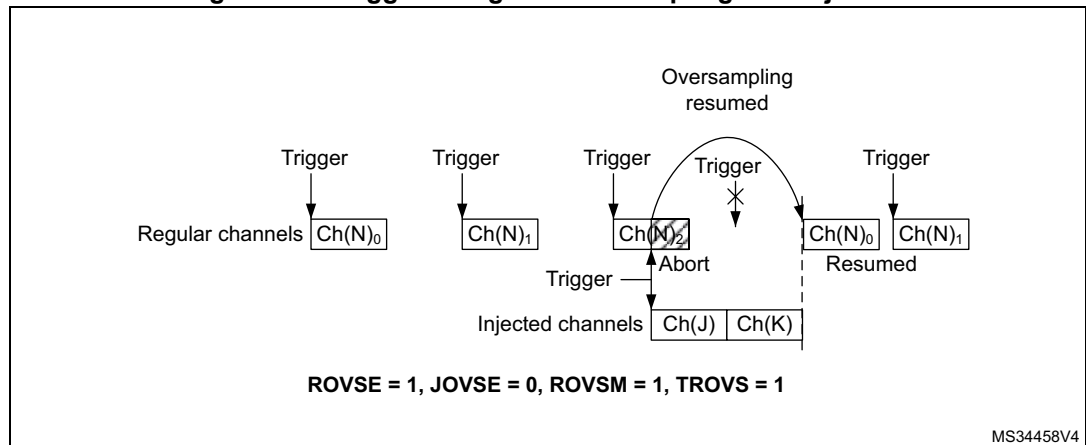 Oversampling
resumed
Trigger Trigger Trigger Trigger Trigger
Regular channels Ch(N)₀ Ch(N)₁ Ch(N)₂ Ch(N)₀ Ch(N)₁
Abort Resumed
Trigger
Injected channels Ch(J) Ch(K)
ROVSE = 1, JOVSE = 0, ROVSM = 1, TROVS = 1
MS34458V4